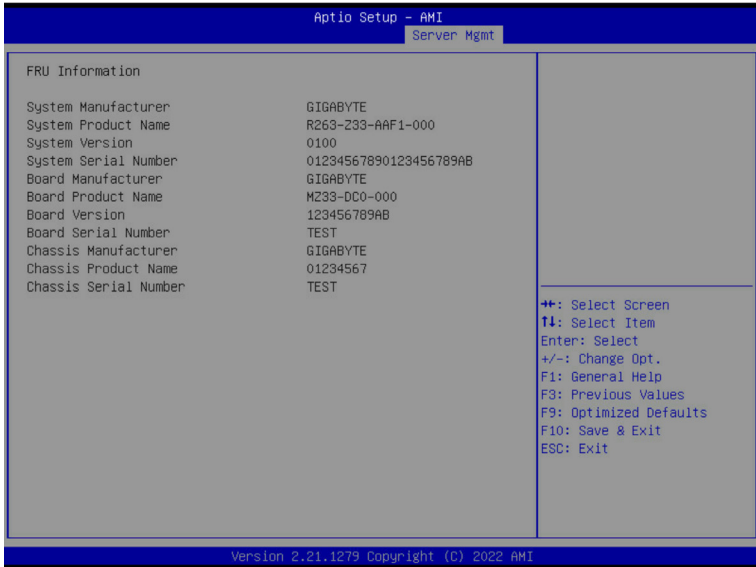 Aptio Setup – AMI
Server Mgmt
FRU Information
System Manufacturer GIGABYTE
System Product Name R263-Z33-AAF1-000
System Version 0100
System Serial Number 01234567890123456789AB
Board Manufacturer GIGABYTE
Board Product Name MZ33-DC0-000
Board Version 123456789AB
Board Serial Number TEST
Chassis Manufacturer GIGABYTE
Chassis Product Name 01234567
Chassis Serial Number TEST
→←: Select Screen
↑↓: Select Item
Enter: Select
+/-: Change Opt.
F1: General Help
F3: Previous Values
F9: Optimized Defaults
F10: Save & Exit
ESC: Exit
Version 2.21.1279 Copyright (C) 2022 AMI